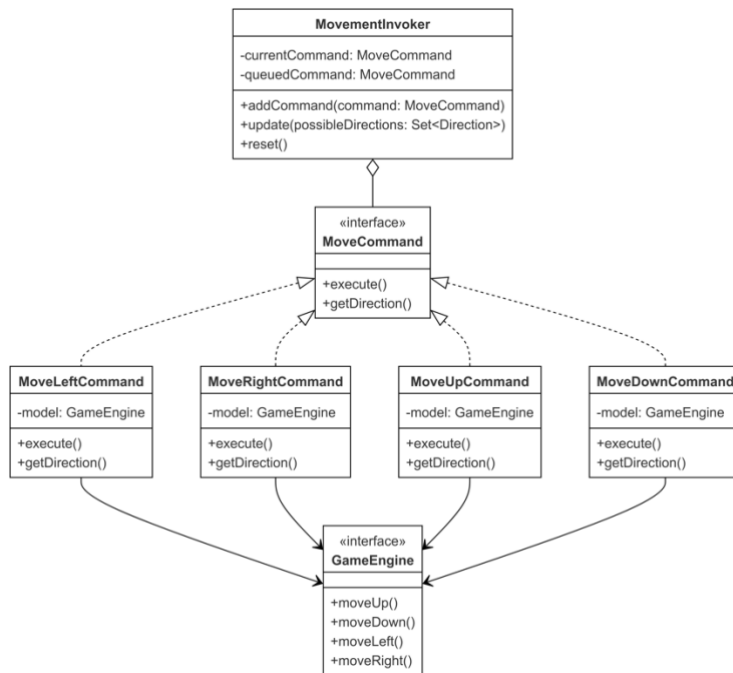 MovementInvoker
-currentCommand: MoveCommand
-queuedCommand: MoveCommand
+addCommand(command: MoveCommand)
+update(possibleDirections: Set<Direction>)
+reset()
«interface»
MoveCommand
+execute()
+getDirection()
MoveLeftCommand
-model: GameEngine
+execute()
+getDirection()
MoveRightCommand
-model: GameEngine
+execute()
+getDirection()
MoveUpCommand
-model: GameEngine
+execute()
+getDirection()
MoveDownCommand
-model: GameEngine
+execute()
+getDirection()
«interface»
GameEngine
+moveUp()
+moveDown()
+moveLeft()
+moveRight()